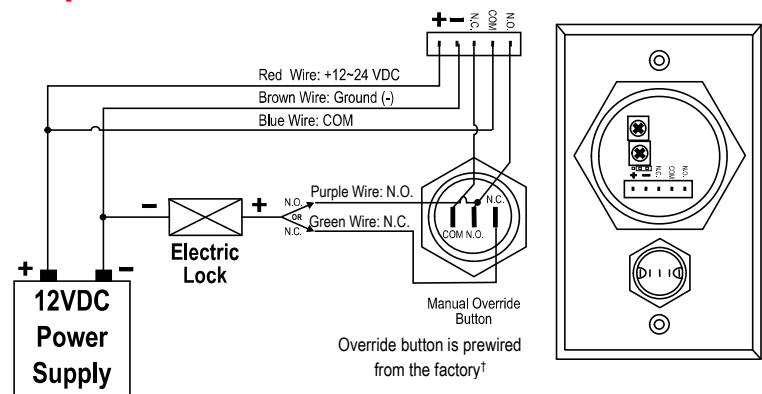 + − N.C. COM N.O.
Red Wire: +12~24 VDC
Brown Wire: Ground (-)
Blue Wire: COM
N.O. Purple Wire: N.O.
OR
N.C. Green Wire: N.C.
− +
Electric
Lock
N.C.
COM N.O.
+ −
12VDC
Power
Supply
Manual Override
Button
Override button is prewired
from the factory†
+ − N.C. COM N.O.